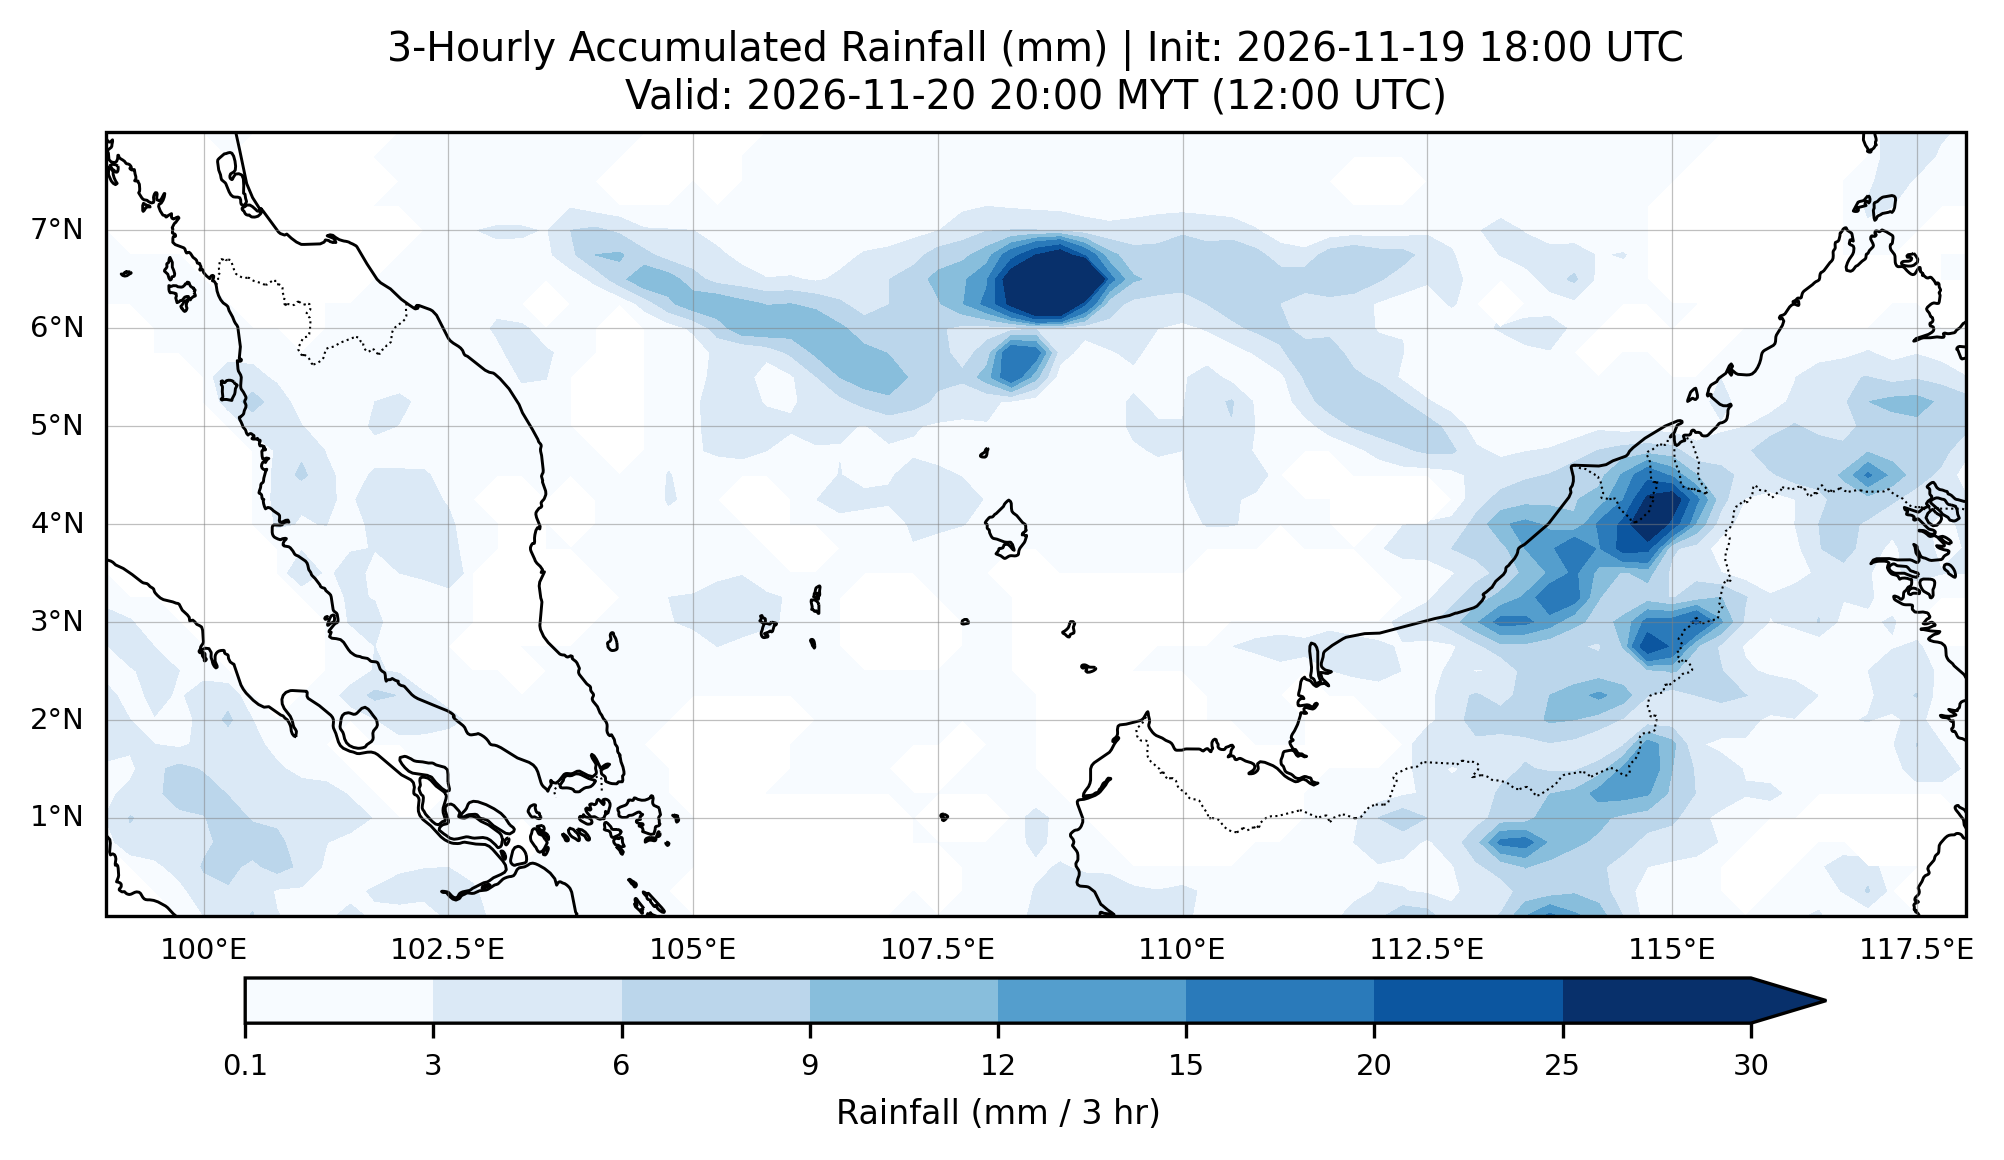 3-Hourly Accumulated Rainfall (mm) | Init: 2026-11-19 18:00 UTC
Valid: 2026-11-20 20:00 MYT (12:00 UTC)
7°N
6°N
5°N
4°N
3°N
2°N
1°N
100°E 102.5°E 105°E 107.5°E 110°E 112.5°E 115°E 117.5°E
0.1 3 6 9 12 15 20 25 30
Rainfall (mm / 3 hr)